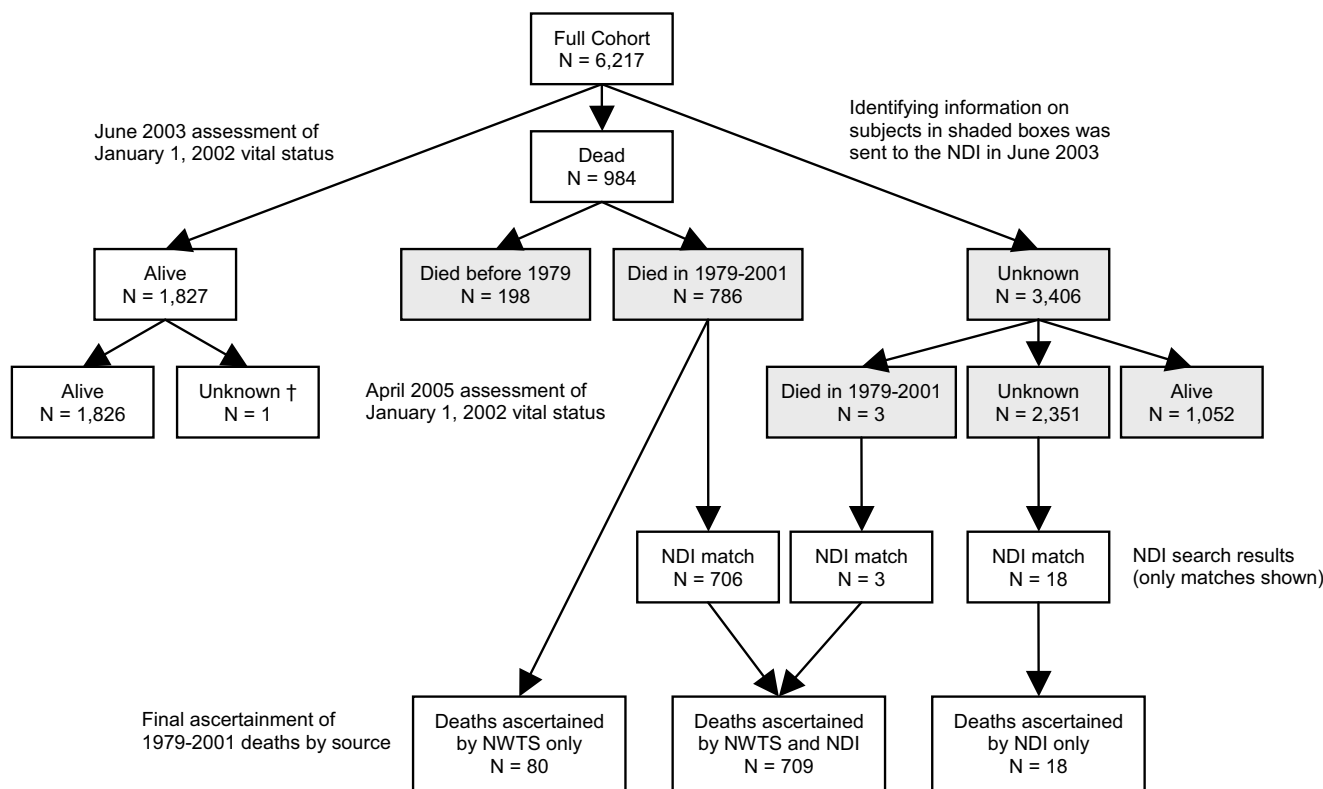 Full Cohort
N = 6,217
June 2003 assessment of
January 1, 2002 vital status
Identifying information on
subjects in shaded boxes was
sent to the NDI in June 2003
Dead
N = 984
Alive
N = 1,827
Died before 1979
N = 198
Died in 1979-2001
N = 786
Unknown
N = 3,406
Alive
N = 1,826
Unknown †
N = 1
April 2005 assessment of
January 1, 2002 vital status
Died in 1979-2001
N = 3
Unknown
N = 2,351
Alive
N = 1,052
NDI match
N = 706
NDI match
N = 3
NDI match
N = 18
NDI search results
(only matches shown)
Final ascertainment of
1979-2001 deaths by source
Deaths ascertained
by NWTS only
N = 80
Deaths ascertained
by NWTS and NDI
N = 709
Deaths ascertained
by NDI only
N = 18